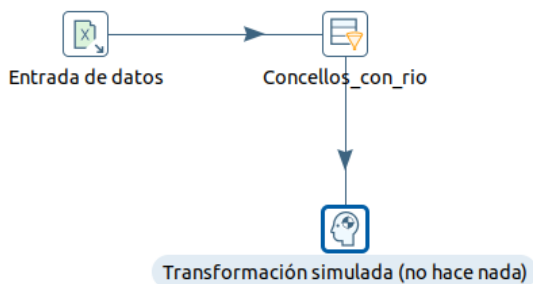 Entrada de datos
Concellos_con_rio
Transformación simulada (no hace nada)